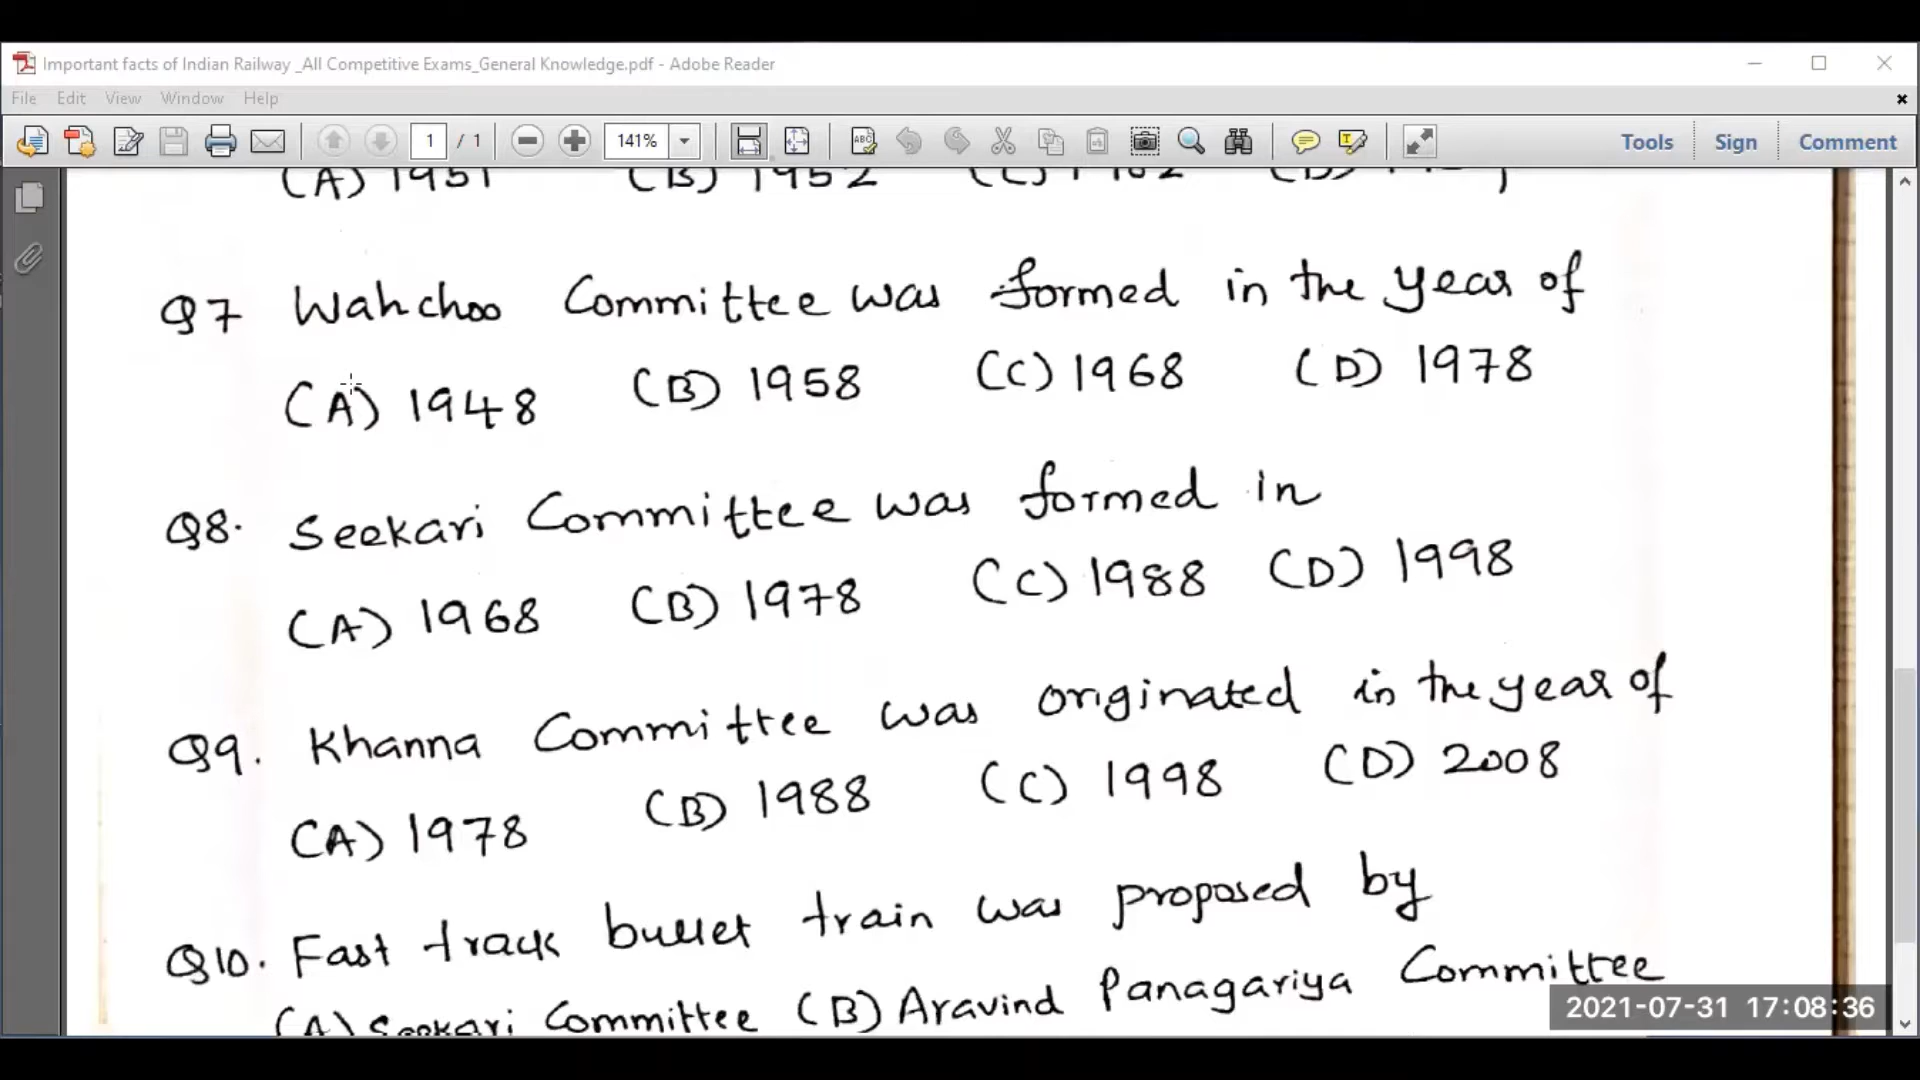 Important facts of Indian Railway _All Competitive Exams_General Knowledge.pdf - Adobe Reader
File Edit View Window Help
1 / 1 141% Tools Sign Comment
(A) 1951 (B) 1952
Q7 Wahchoo Committee was formed in the year of
(A) 1948 (B) 1958 (C) 1968 (D) 1978
Q8. Seekari Committee was formed in
(A) 1968 (B) 1978 (C) 1988 (D) 1998
Q9. Khanna Committee was originated in the year of
(A) 1978 (B) 1988 (C) 1998 (D) 2008
Q10. Fast track bullet train was proposed by
(A) Seekari Committee (B) Aravind Panagariya Committee
2021-07-31 17:08:36